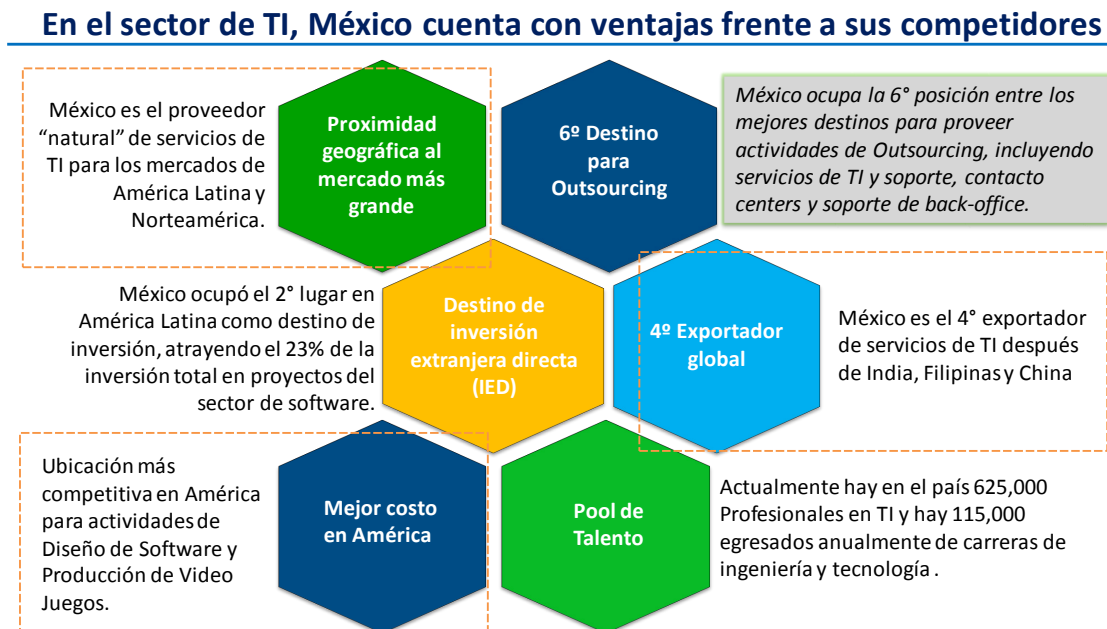 En el sector de TI, México cuenta con ventajas frente a sus competidores
México es el proveedor
“natural” de servicios de
TI para los mercados de
América Latina y
Norteamérica.
Proximidad
geográfica al
mercado más
grande
6º Destino
para
Outsourcing
México ocupa la 6° posición entre los
mejores destinos para proveer
actividades de Outsourcing, incluyendo
servicios de TI y soporte, contacto
centers y soporte de back-office.
México ocupó el 2° lugar en
América Latina como destino de
inversión, atrayendo el 23% de la
inversión total en proyectos del
sector de software.
Destino de
inversión
extranjera directa
(IED)
4º Exportador
global
México es el 4° exportador
de servicios de TI después
de India, Filipinas y China
Ubicación más
competitiva en América
para actividades de
Diseño de Software y
Producción de Video
Juegos.
Mejor costo
en América
Pool de
Talento
Actualmente hay en el país 625,000
Profesionales en TI y hay 115,000
egresados anualmente de carreras de
ingeniería y tecnología .